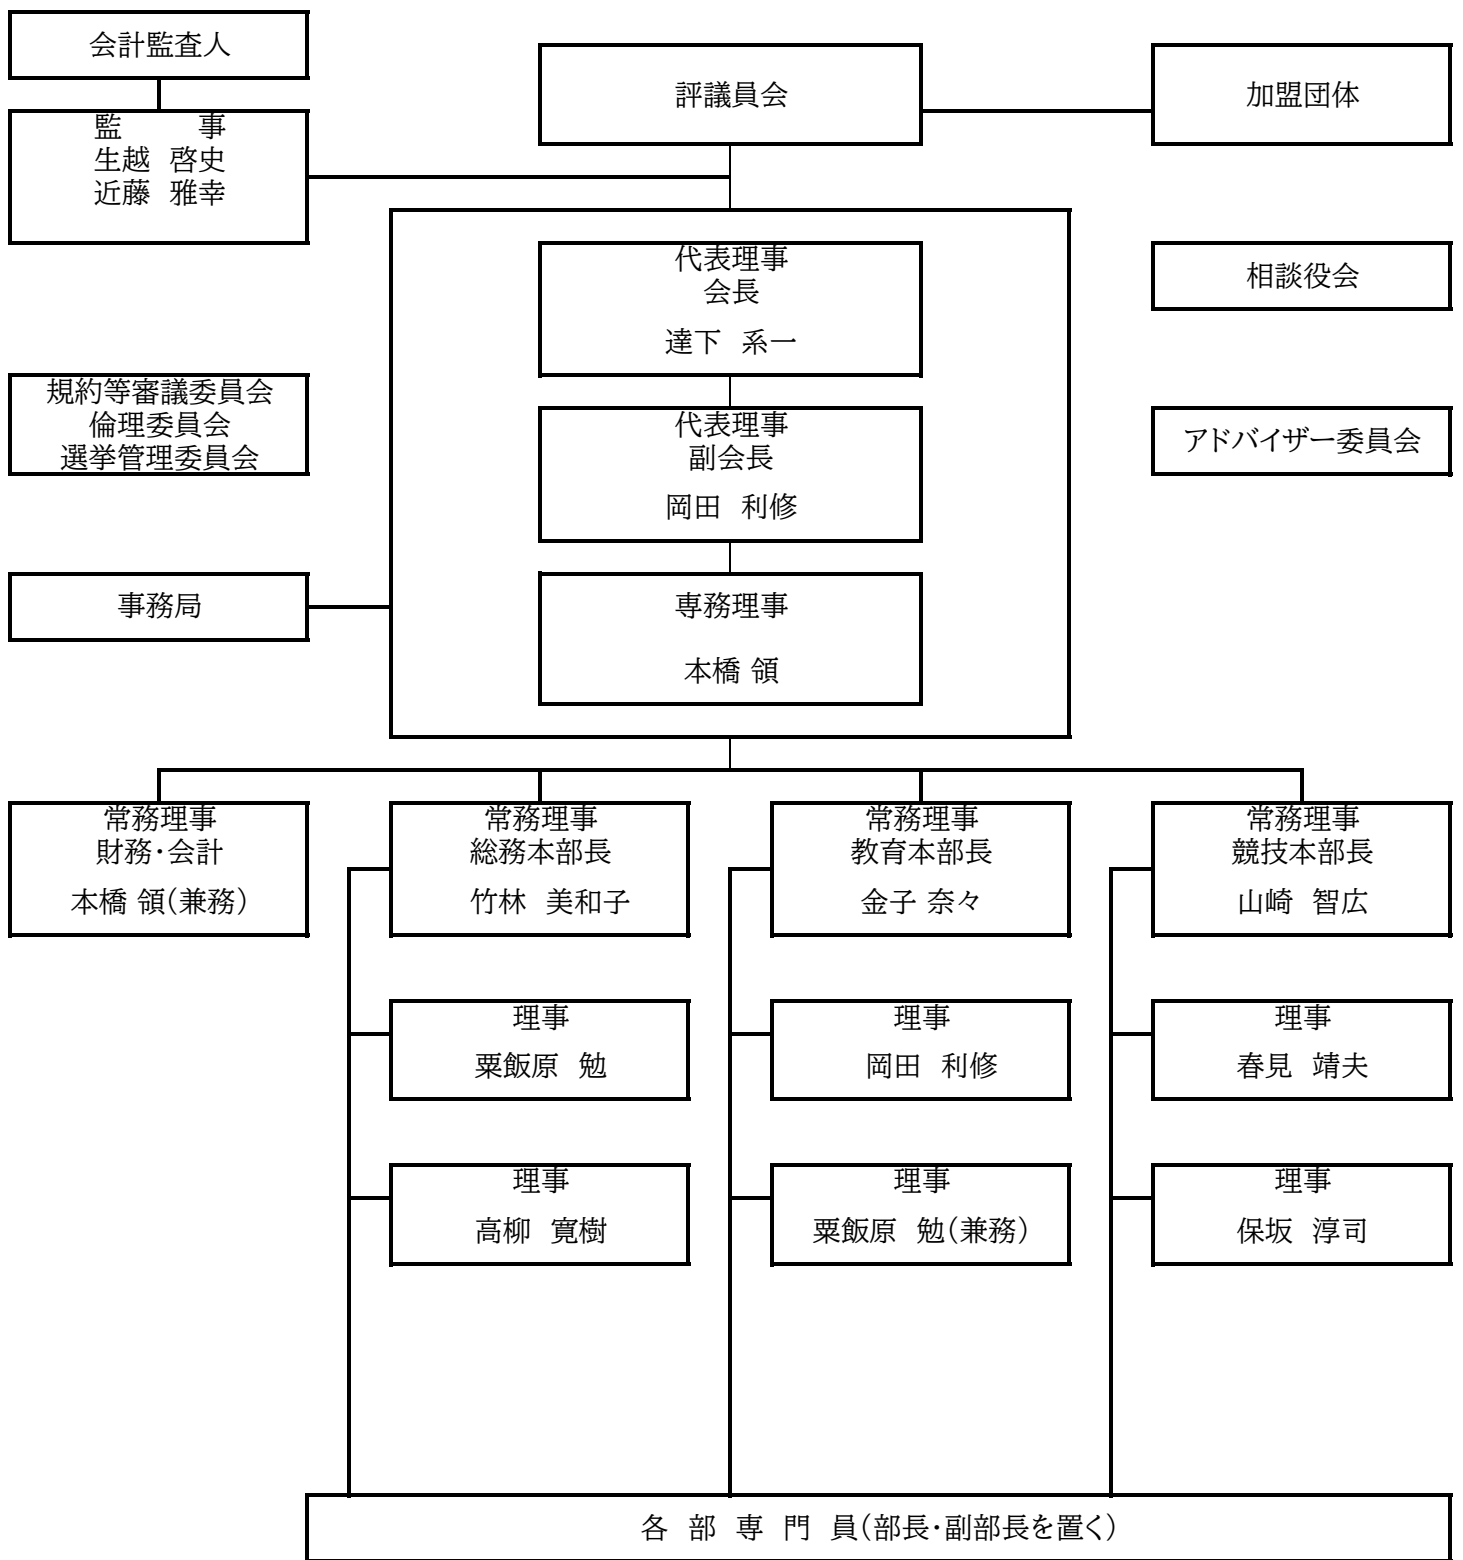 会計監査人
評議員会
加盟団体
監　　事
生越 啓史
近藤 雅幸
代表理事
会長
達下 系一
相談役会
規約等審議委員会
倫理委員会
選挙管理委員会
代表理事
副会長
岡田 利修
アドバイザー委員会
事務局
専務理事
本橋 領
常務理事
財務・会計
本橋 領(兼務)
常務理事
総務本部長
竹林 美和子
常務理事
教育本部長
金子 奈々
常務理事
競技本部長
山崎 智広
理事
粟飯原 勉
理事
岡田 利修
理事
春見 靖夫
理事
高柳 寛樹
理事
粟飯原 勉(兼務)
理事
保坂 淳司
各 部 専 門 員(部長・副部長を置く)